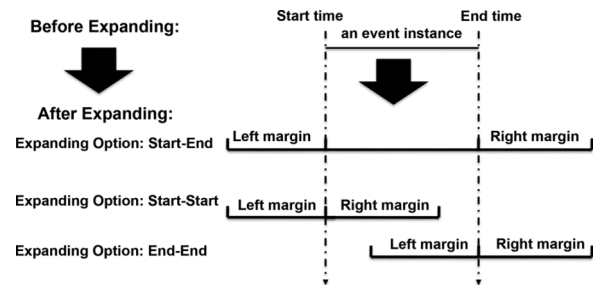 Start time
End time
Before Expanding:
an event instance
After Expanding:
Left margin
Right margin
Expanding Option: Start-End
Expanding Option: Start-Start
Left margin
Right margin
Expanding Option: End-End
Left margin
Right margin